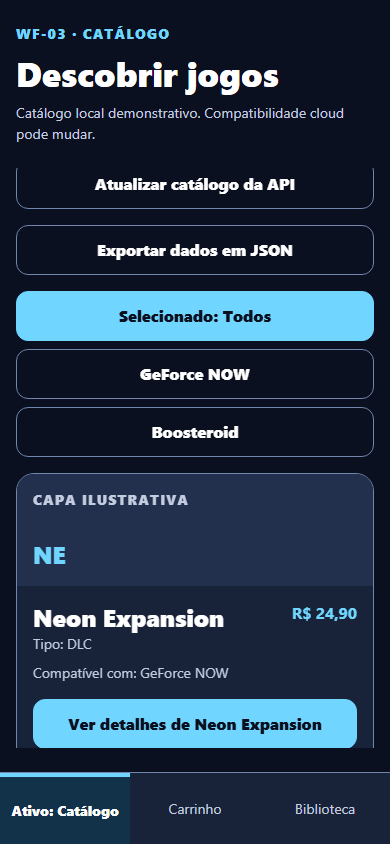 WF-03 · CATÁLOGO
Descobrir jogos
Catálogo local demonstrativo. Compatibilidade cloud
pode mudar.
Atualizar catálogo da API
Exportar dados em JSON
Selecionado: Todos
GeForce NOW
Boosteroid
CAPA ILUSTRATIVA
NE
Neon Expansion
R$ 24,90
Tipo: DLC
Compatível com: GeForce NOW
Ver detalhes de Neon Expansion
Ativo: Catálogo
Carrinho
Biblioteca